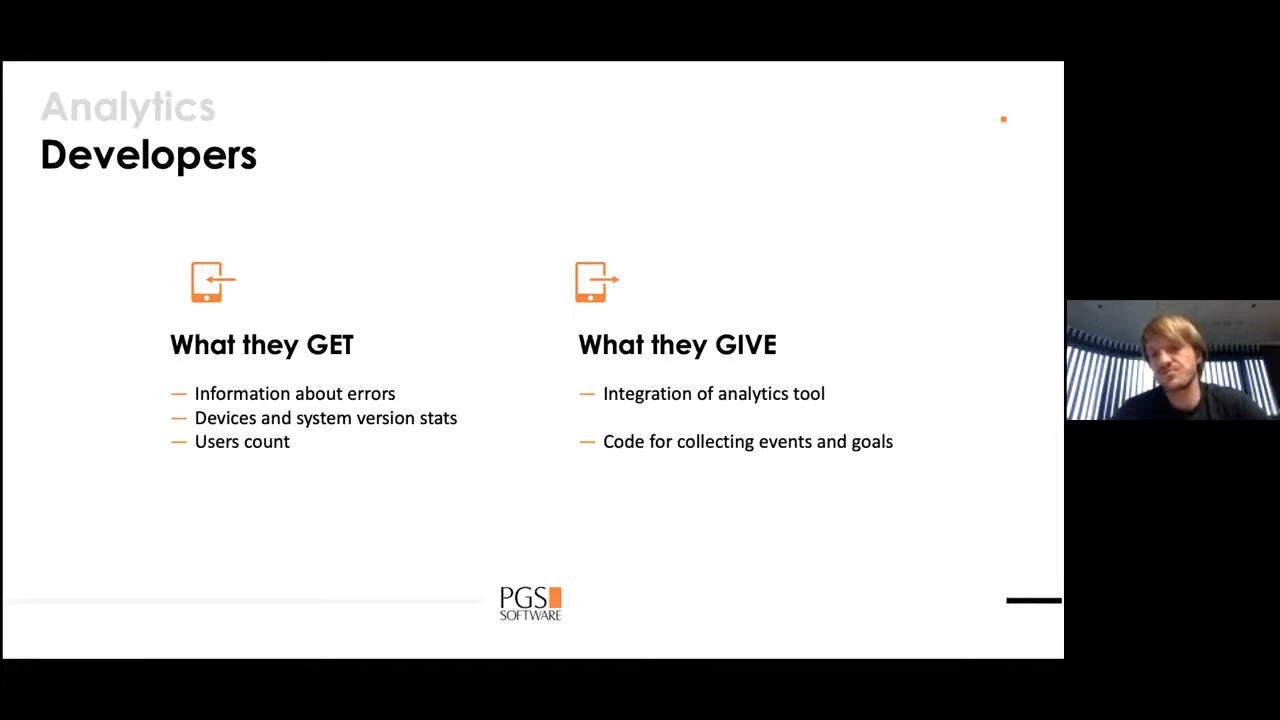 Analytics
Developers
What they GET
— Information about errors
— Devices and system version stats
— Users count
What they GIVE
— Integration of analytics tool
— Code for collecting events and goals
PGS
SOFTWARE